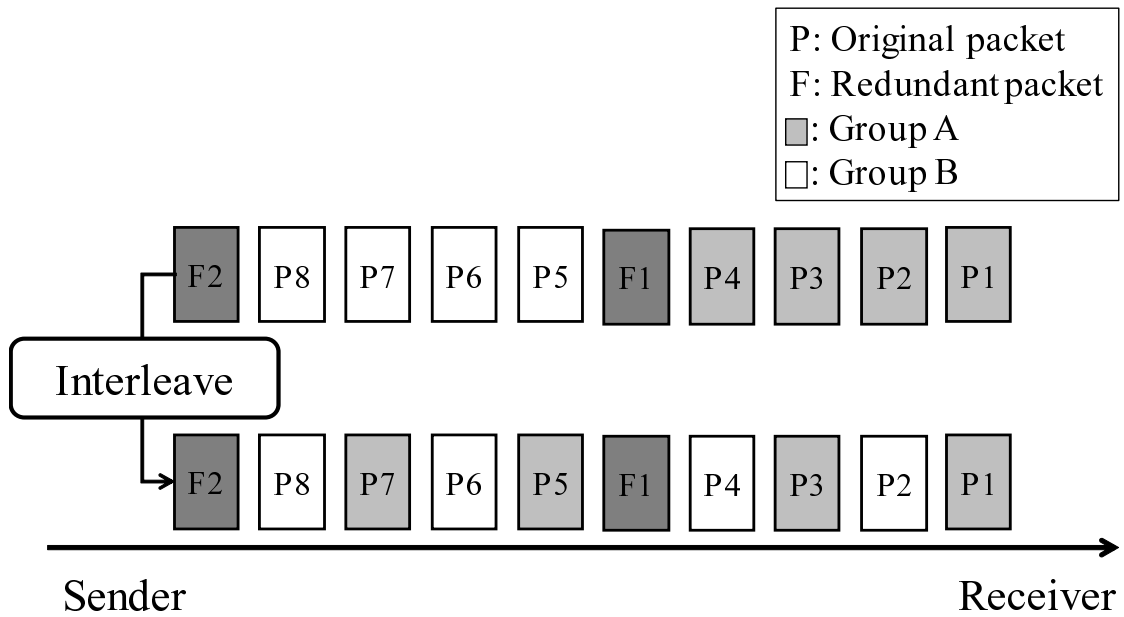 P: Original packet
F: Redundant packet
: Group A
: Group B
F2 P8 P7 P6 P5 F1 P4 P3 P2 P1
Interleave
F2 P8 P7 P6 P5 F1 P4 P3 P2 P1
Sender Receiver